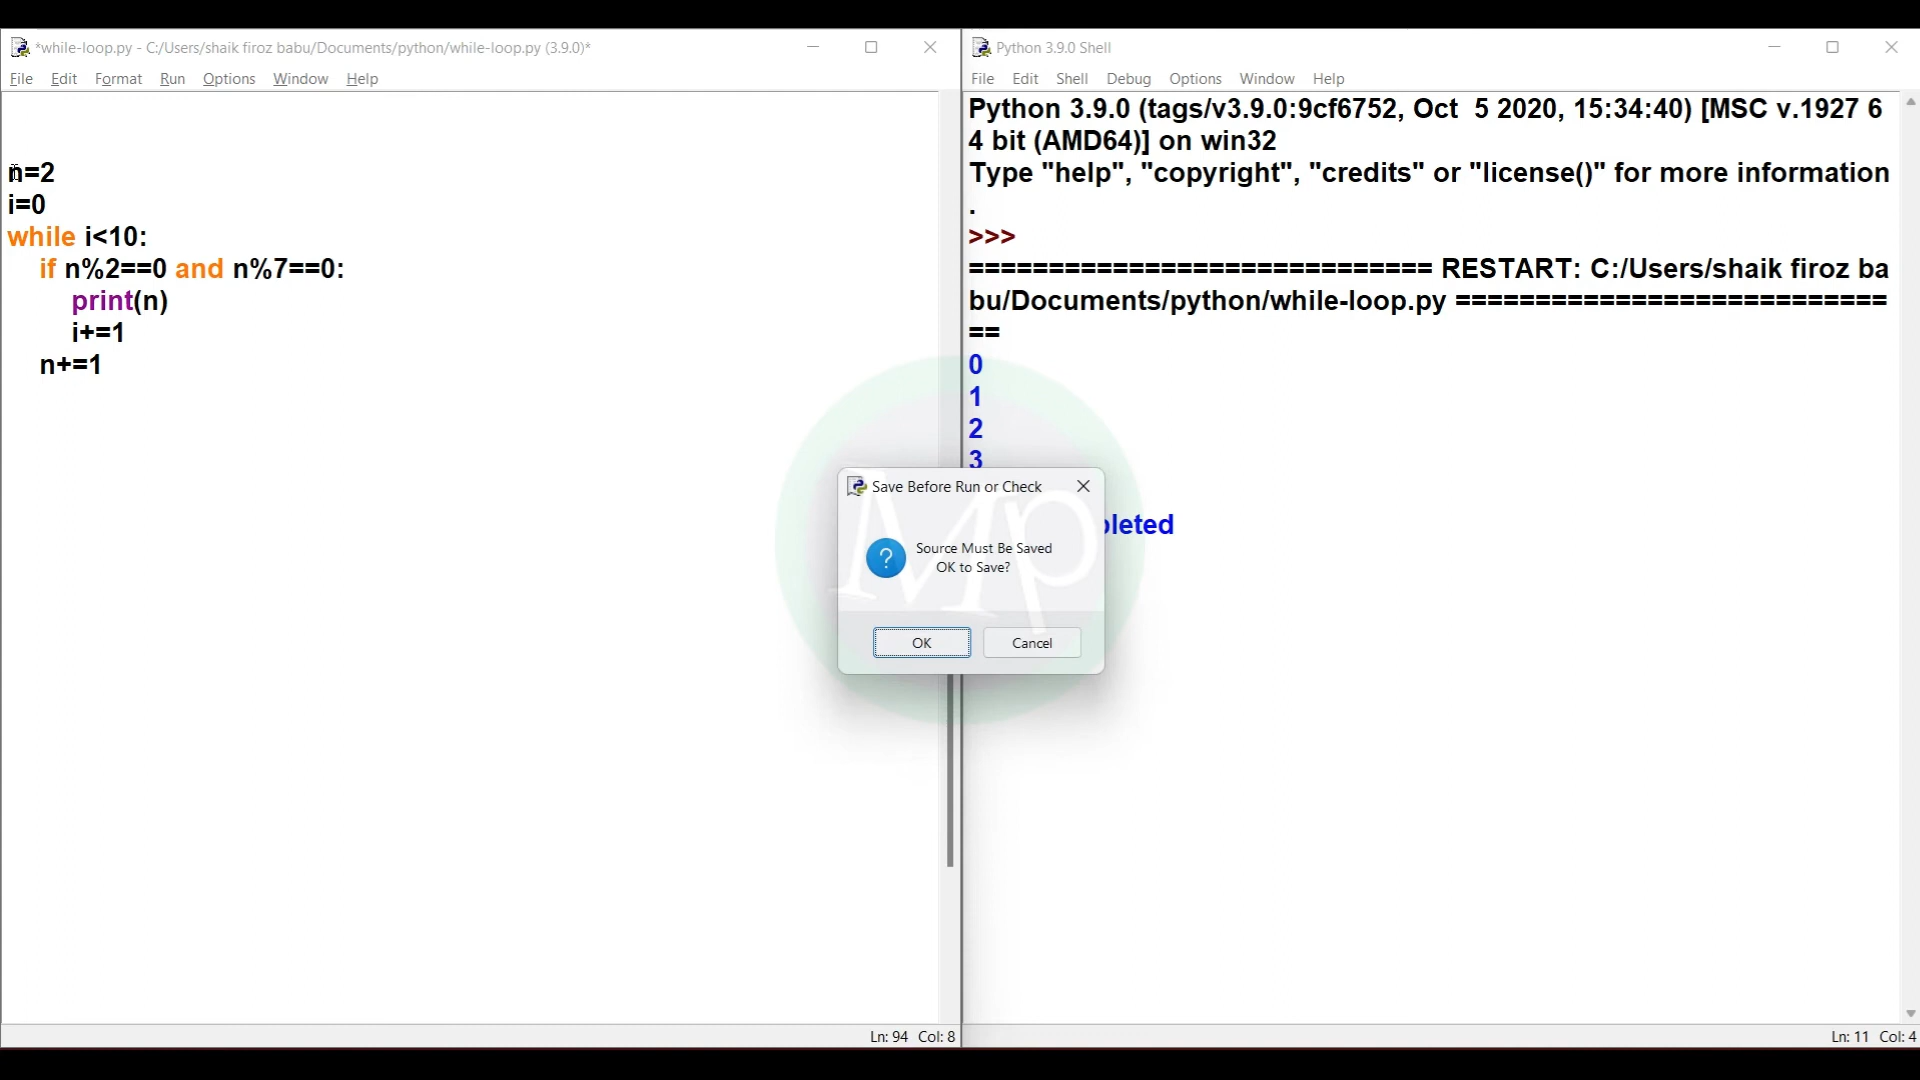 *while-loop.py - C:/Users/shaik firoz babu/Documents/python/while-loop.py (3.9.0)*
File Edit Format Run Options Window Help
n=2
i=0
while i<10:
if n%2==0 and n%7==0:
print(n)
i+=1
n+=1
Ln: 94 Col: 8
Python 3.9.0 Shell
File Edit Shell Debug Options Window Help
Python 3.9.0 (tags/v3.9.0:9cf6752, Oct 5 2020, 15:34:40) [MSC v.1927 6
4 bit (AMD64)] on win32
Type "help", "copyright", "credits" or "license()" for more information
.
>>>
============================= RESTART: C:/Users/shaik firoz ba
bu/Documents/python/while-loop.py ===========================
==
0
1
2
3
pleted
Ln: 11 Col: 4
Save Before Run or Check
Source Must Be Saved
OK to Save?
OK Cancel
Mp